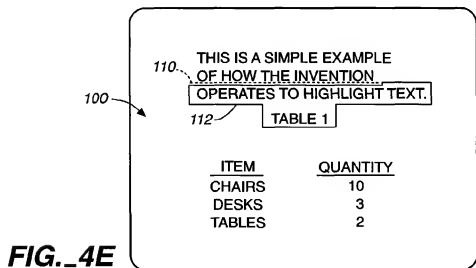 THIS IS A SIMPLE EXAMPLE
110
OF HOW THE INVENTION
100
OPERATES TO HIGHLIGHT TEXT.
112
TABLE 1
ITEM QUANTITY
CHAIRS 10
DESKS 3
TABLES 2
FIG._4E